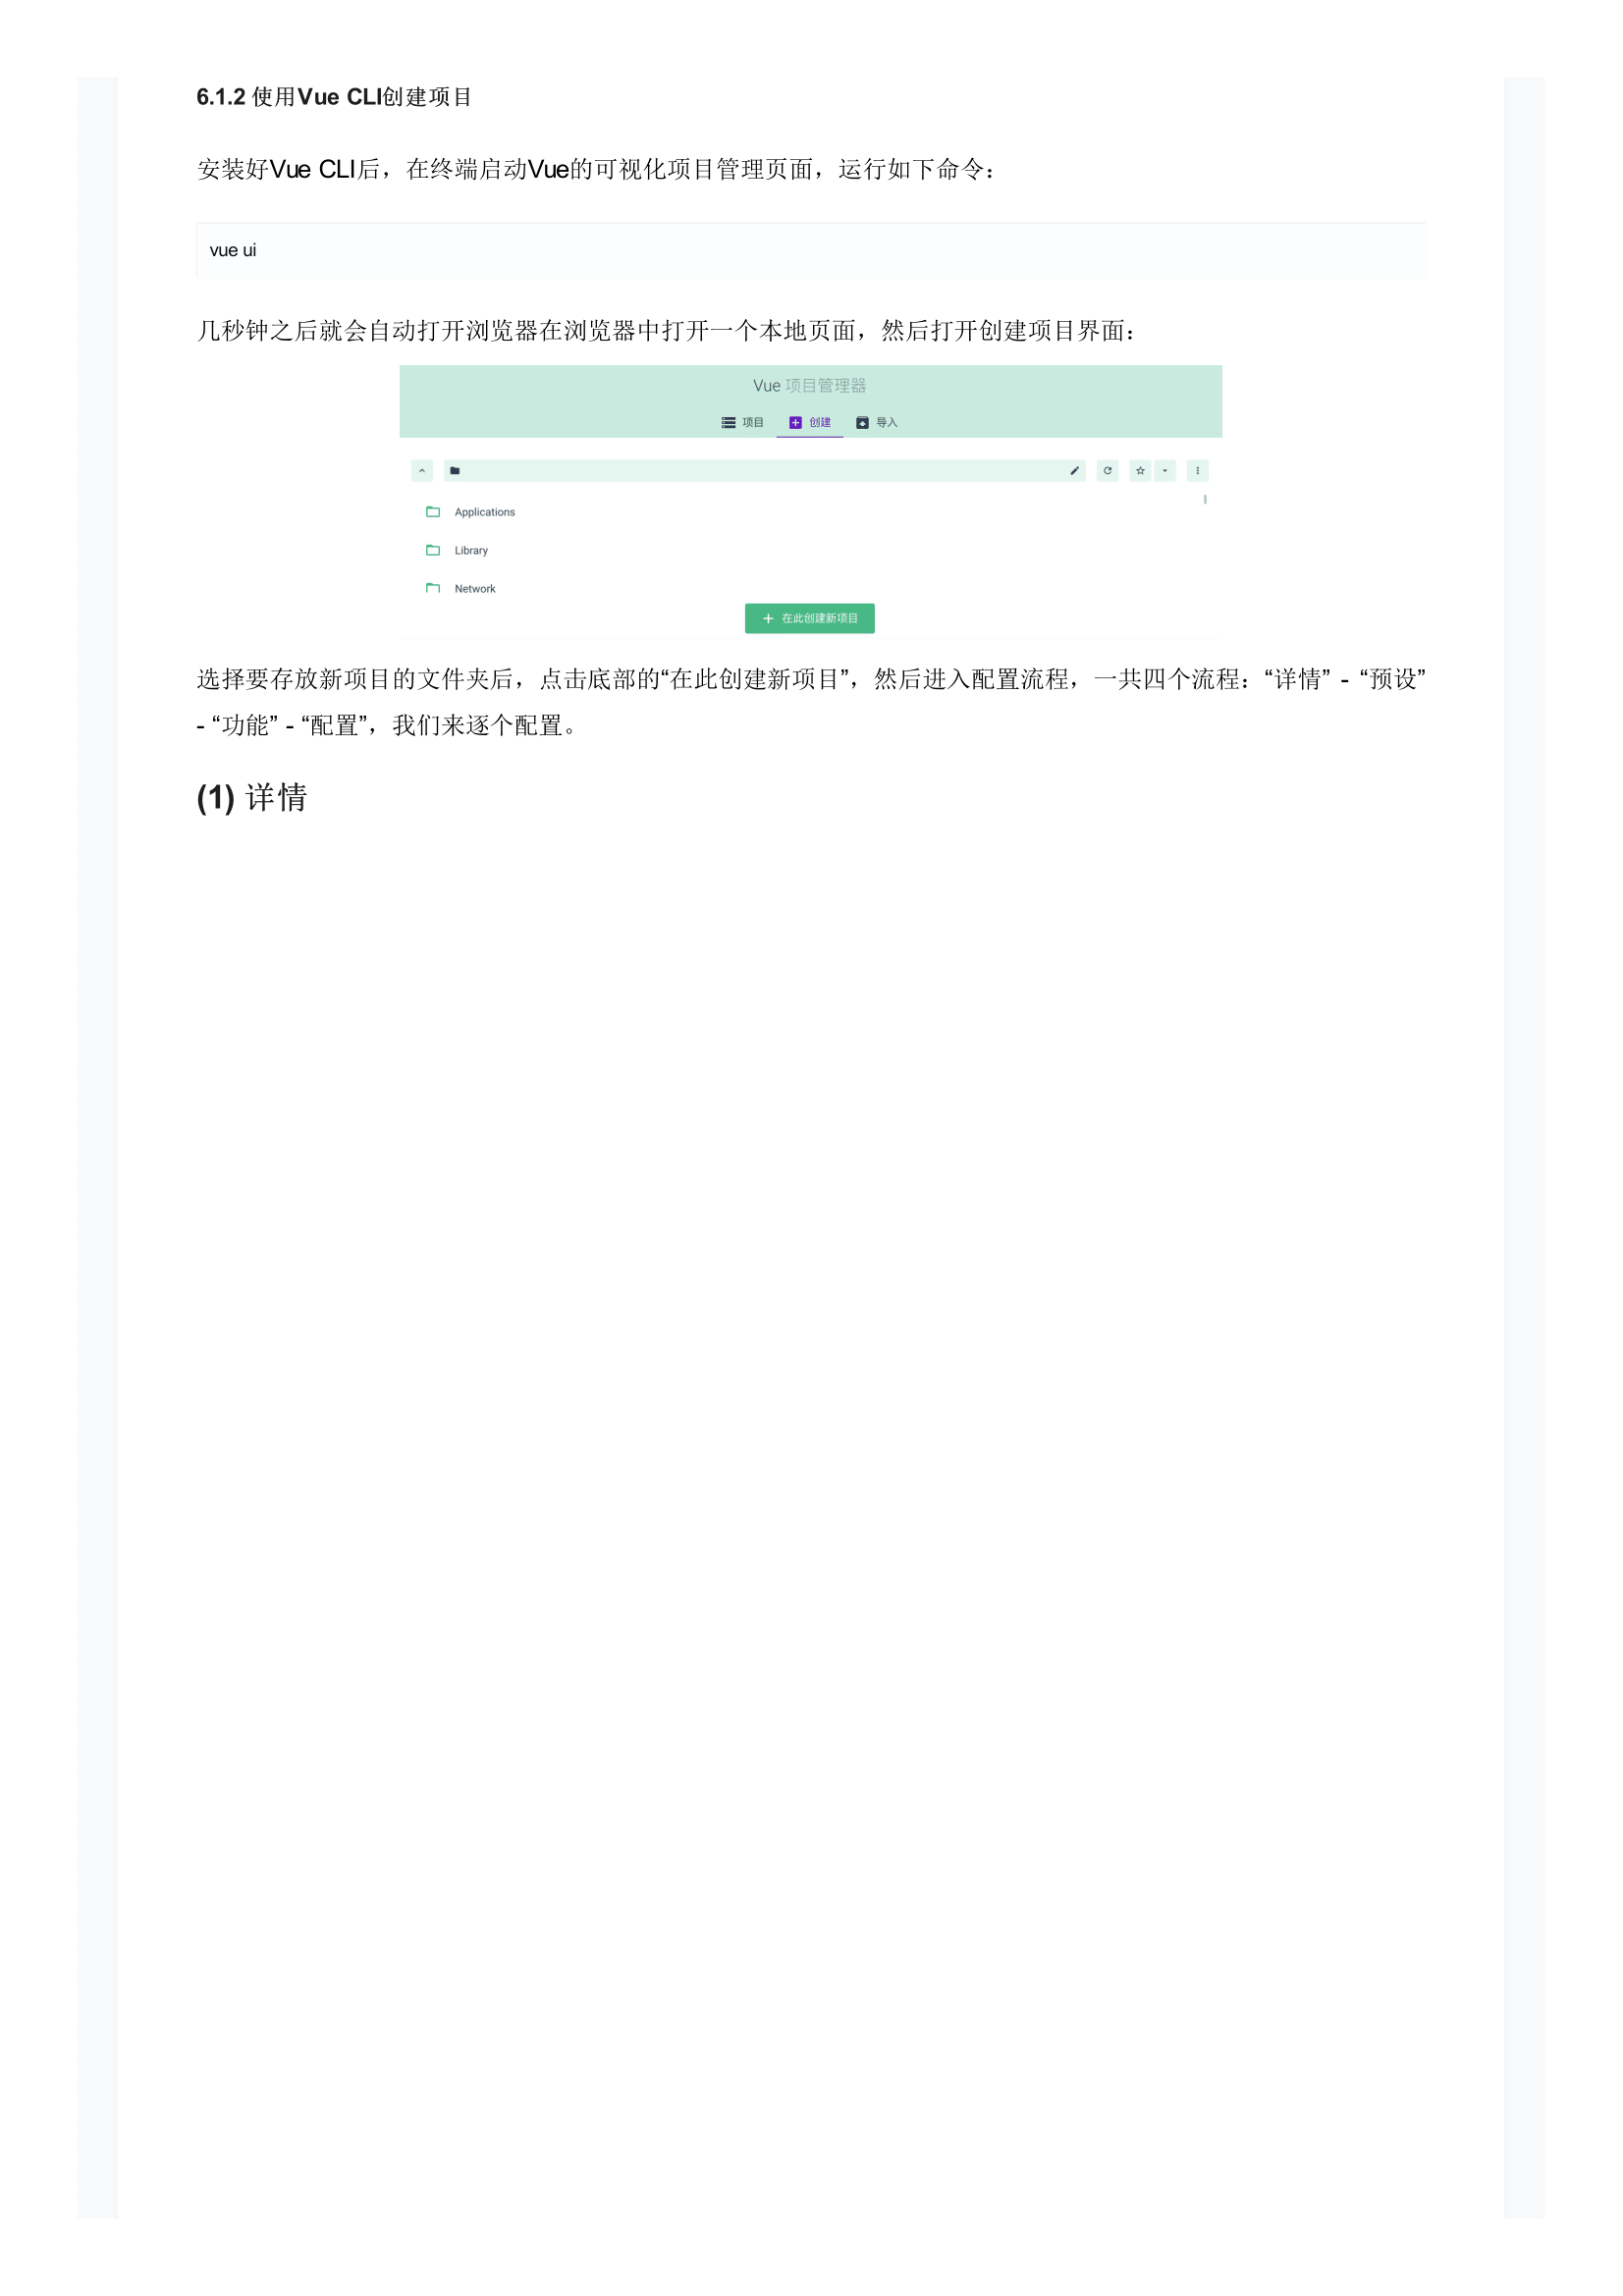 6.1.2 使用Vue CLI创建项目
安装好Vue CLI后，在终端启动Vue的可视化项目管理页面，运行如下命令：
vue ui
几秒钟之后就会自动打开浏览器在浏览器中打开一个本地页面，然后打开创建项目界面：
Vue 项目管理器
项目 创建 导入
Applications
Library
Network
在此创建新项目
选择要存放新项目的文件夹后，点击底部的“在此创建新项目”，然后进入配置流程，一共四个流程：“详情” - “预设”
- “功能” - “配置”，我们来逐个配置。
(1) 详情